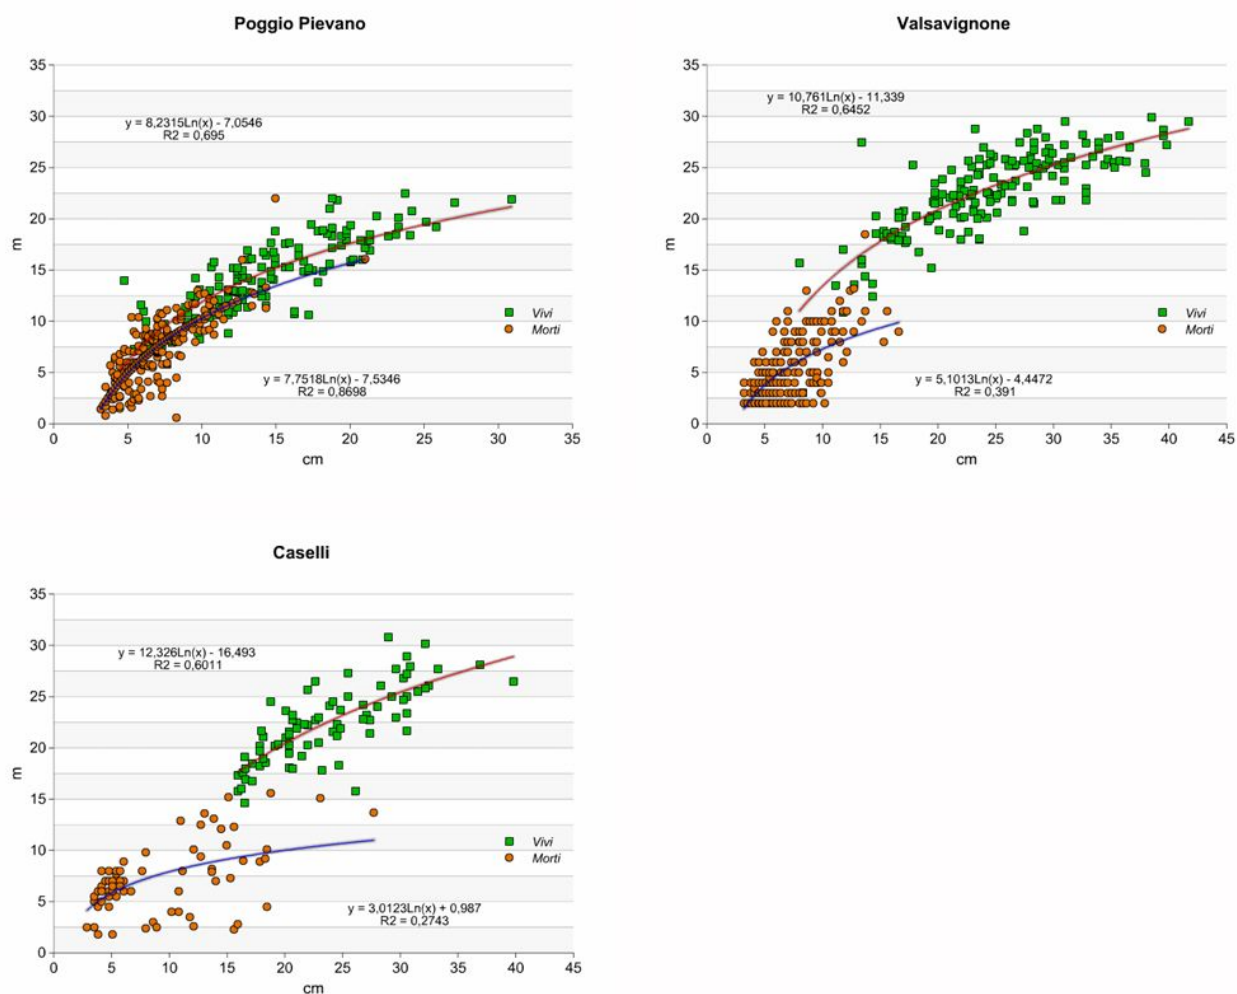 Poggio Pievano
35
30
25
20
15
10
5
0
m
y = 8,2315Ln(x) - 7,0546
R2 = 0,695
Vivi
Morti
y = 7,7518Ln(x) - 7,5346
R2 = 0,8698
0 5 10 15 20 25 30 35
cm
Valsavignone
35
30
25
20
15
10
5
0
m
y = 10,761Ln(x) - 11,339
R2 = 0,6452
Vivi
Morti
y = 5,1013Ln(x) - 4,4472
R2 = 0,391
0 5 10 15 20 25 30 35 40 45
cm
Caselli
35
30
25
20
15
10
5
0
m
y = 12,326Ln(x) - 16,493
R2 = 0,6011
Vivi
Morti
y = 3,0123Ln(x) + 0,987
R2 = 0,2743
0 5 10 15 20 25 30 35 40 45
cm